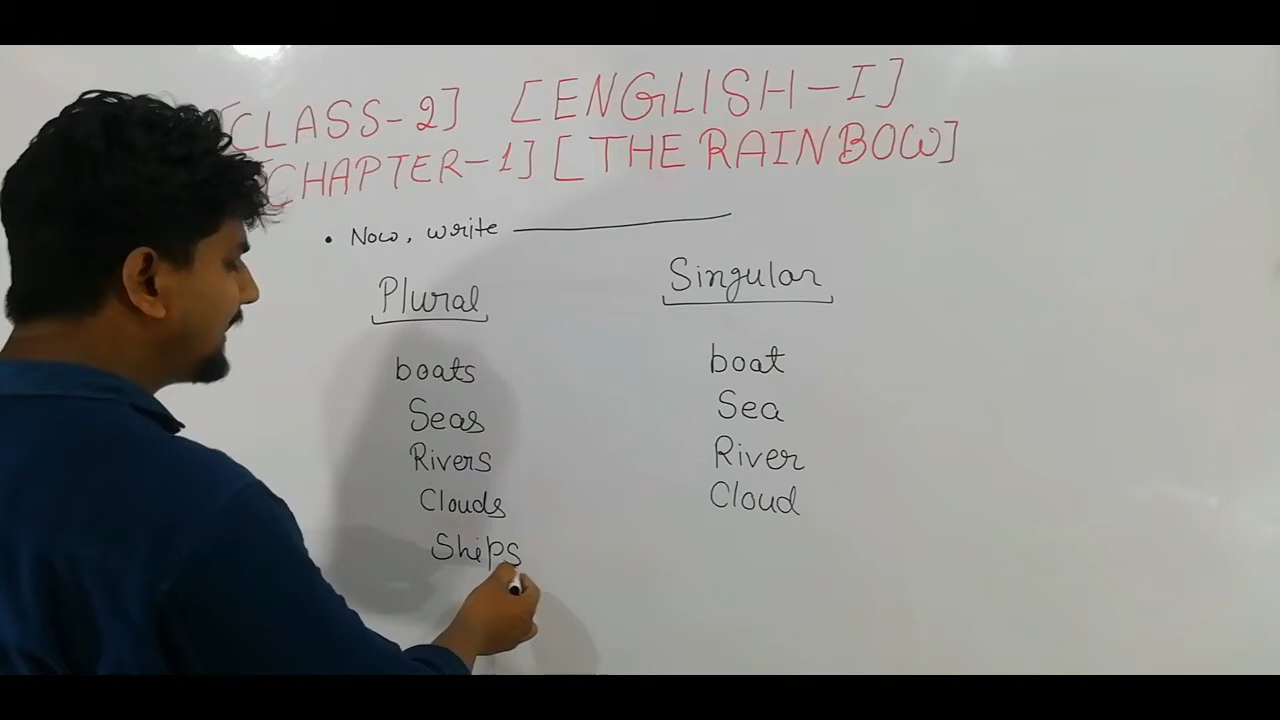 [CLASS-2] [ENGLISH-I]
[CHAPTER-1] [THE RAINBOW]
• Now, write
Plural Singular
boats boat
Seas Sea
Rivers River
Clouds Cloud
Ships